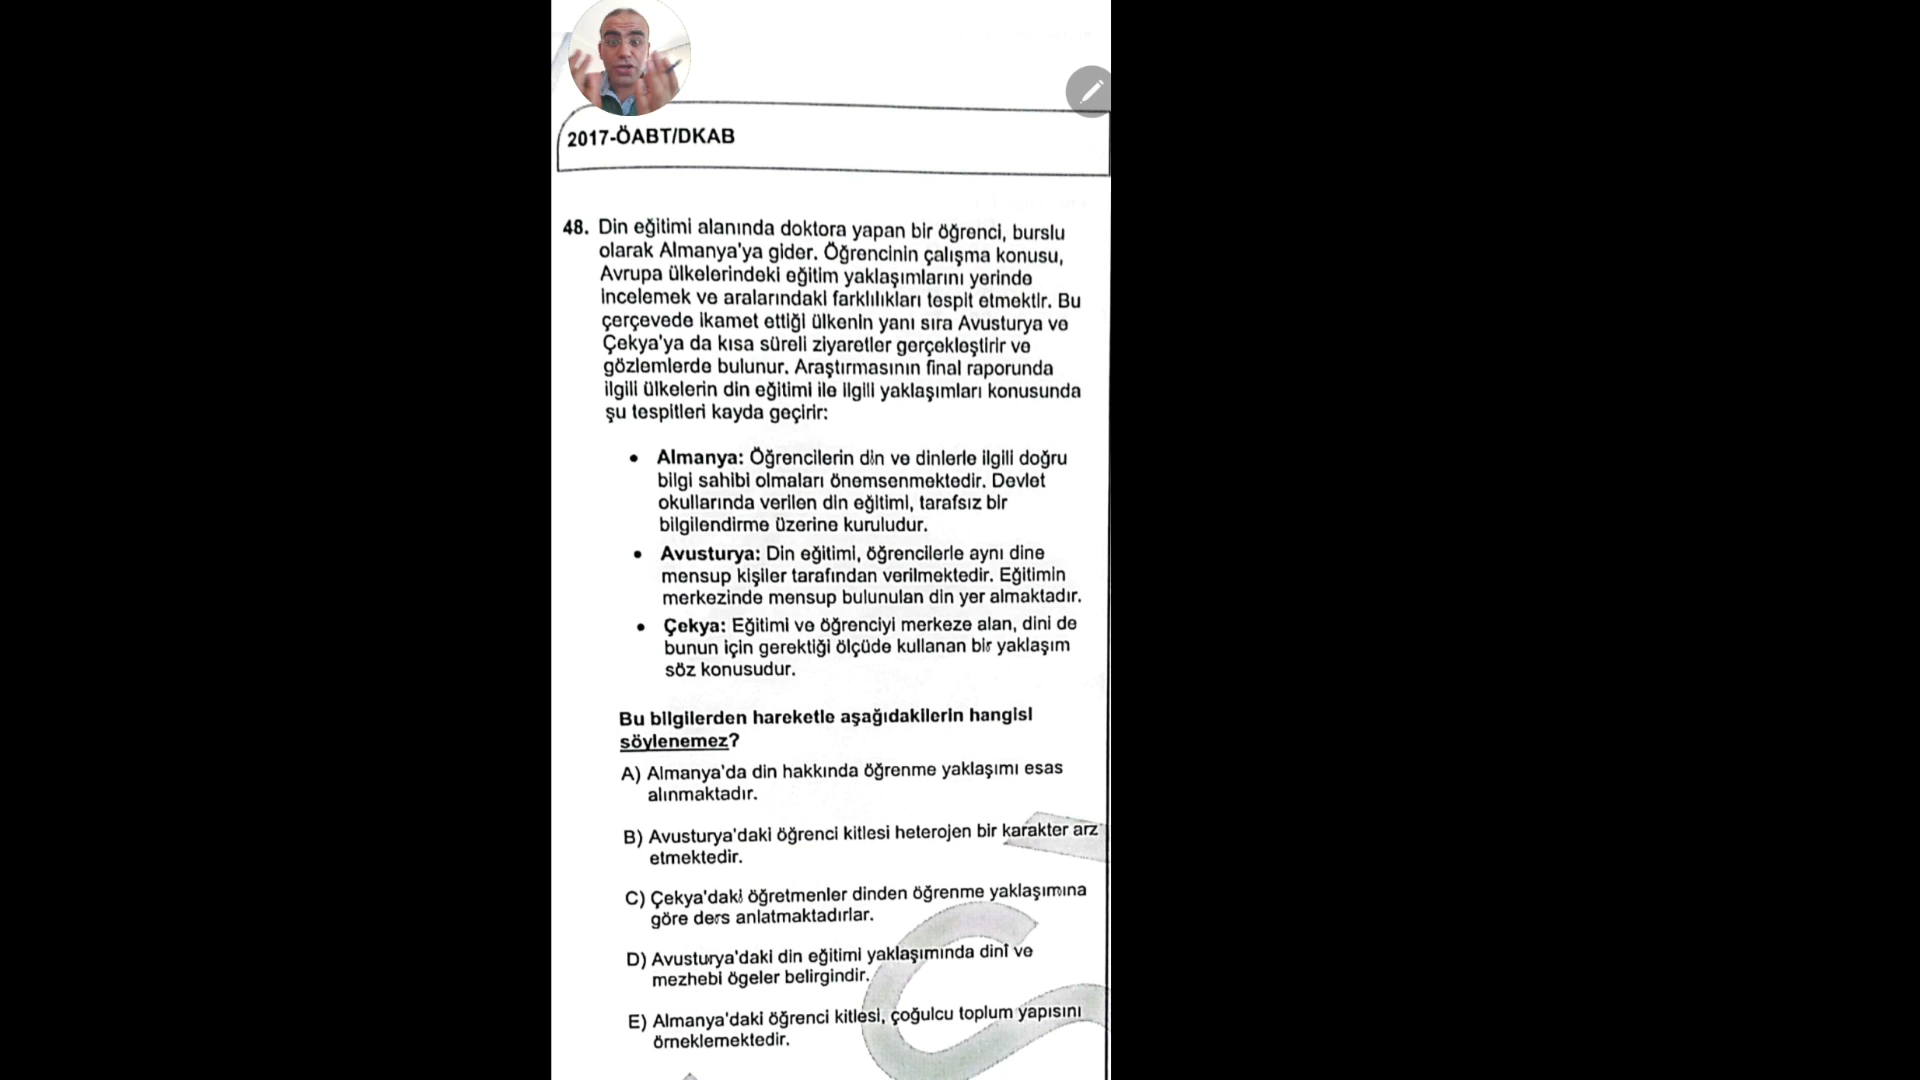 2017-ÖABT/DKAB
48. Din eğitimi alanında doktora yapan bir öğrenci, burslu
olarak Almanya'ya gider. Öğrencinin çalışma konusu,
Avrupa ülkelerindeki eğitim yaklaşımlarını yerinde
incelemek ve aralarındaki farklılıkları tespit etmektir. Bu
çerçevede ikamet ettiği ülkenin yanı sıra Avusturya ve
Çekya'ya da kısa süreli ziyaretler gerçekleştirir ve
gözlemlerde bulunur. Araştırmasının final raporunda
ilgili ülkelerin din eğitimi ile ilgili yaklaşımları konusunda
şu tespitleri kayda geçirir:
• Almanya: Öğrencilerin din ve dinlerle ilgili doğru
bilgi sahibi olmaları önemsenmektedir. Devlet
okullarında verilen din eğitimi, tarafsız bir
bilgilendirme üzerine kuruludur.
• Avusturya: Din eğitimi, öğrencilerle aynı dine
mensup kişiler tarafından verilmektedir. Eğitimin
merkezinde mensup bulunulan din yer almaktadır.
• Çekya: Eğitimi ve öğrenciyi merkeze alan, dini de
bunun için gerektiği ölçüde kullanan bir yaklaşım
söz konusudur.
Bu bilgilerden hareketle aşağıdakilerin hangisi
söylenemez?
A) Almanya'da din hakkında öğrenme yaklaşımı esas
alınmaktadır.
B) Avusturya'daki öğrenci kitlesi heterojen bir karakter arz
etmektedir.
C) Çekya'daki öğretmenler dinden öğrenme yaklaşımına
göre ders anlatmaktadırlar.
D) Avusturya'daki din eğitimi yaklaşımında dinî ve
mezhebi ögeler belirgindir.
E) Almanya'daki öğrenci kitlesi, çoğulcu toplum yapısını
örneklemektedir.